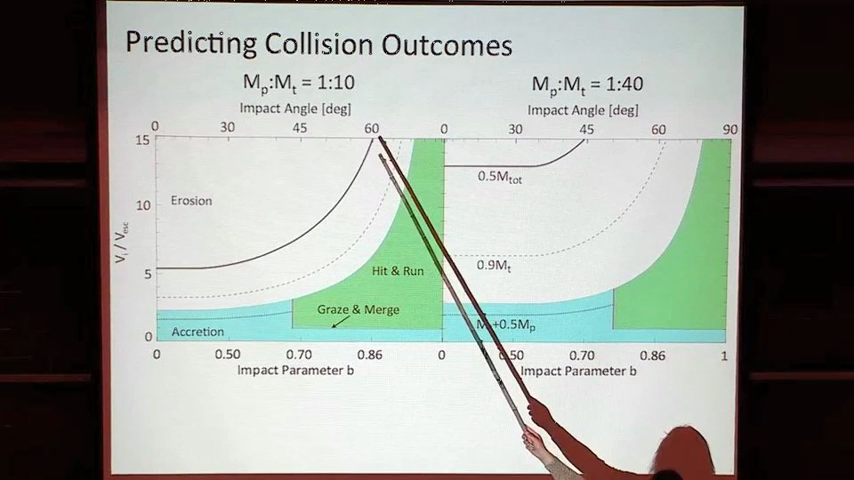 Predicting Collision Outcomes
Mp:Mt = 1:10
Mp:Mt = 1:40
Impact Angle [deg]
Impact Angle [deg]
0 30 45 60 0 30 45 60 90
15
10
5
0
Vi / Vesc
Erosion
Hit & Run
Graze & Merge
Accretion
0.5Mtot
0.9Mt
+0.5Mp
0 0.50 0.70 0.86 0 0.50 0.70 0.86 1
Impact Parameter b
Impact Parameter b